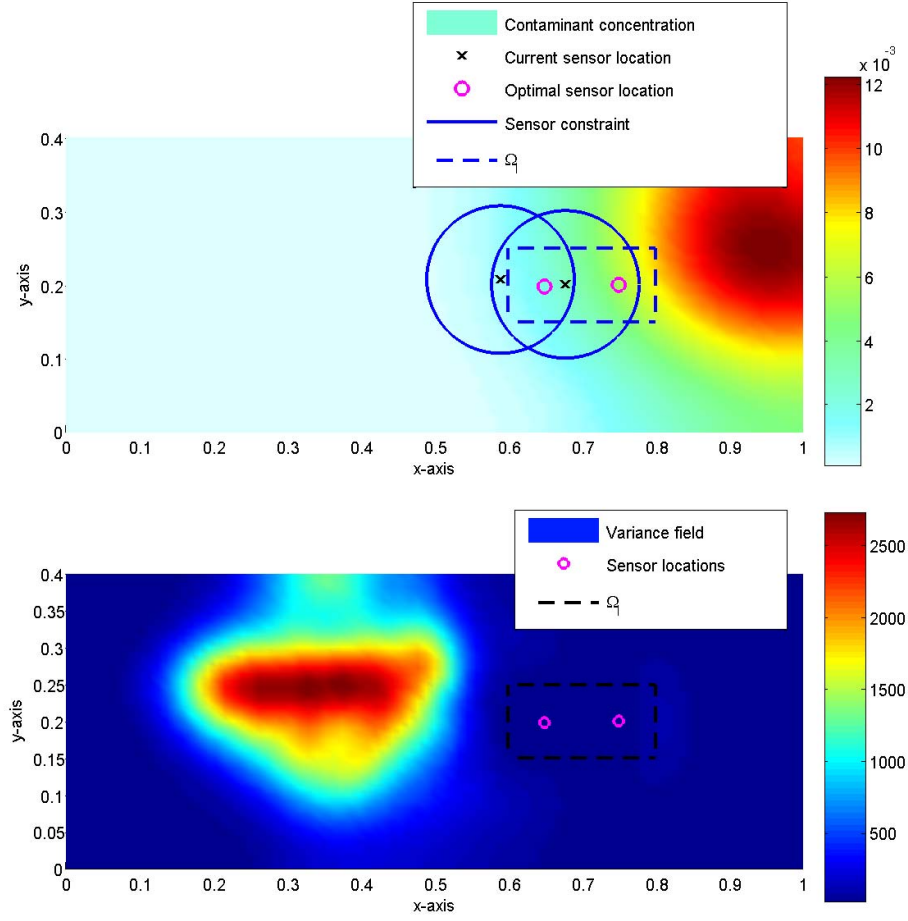 Contaminant concentration
Current sensor location
Optimal sensor location
Sensor constraint
Ω₁
x 10⁻³
12
10
8
6
4
2
0.4
0.3
0.2
0.1
0
y-axis
0 0.1 0.2 0.3 0.4 0.5 0.6 0.7 0.8 0.9 1
x-axis
Variance field
Sensor locations
Ω₁
2500
2000
1500
1000
500
0.4
0.35
0.3
0.25
0.2
0.15
0.1
0.05
0
y-axis
0 0.1 0.2 0.3 0.4 0.5 0.6 0.7 0.8 0.9 1
x-axis